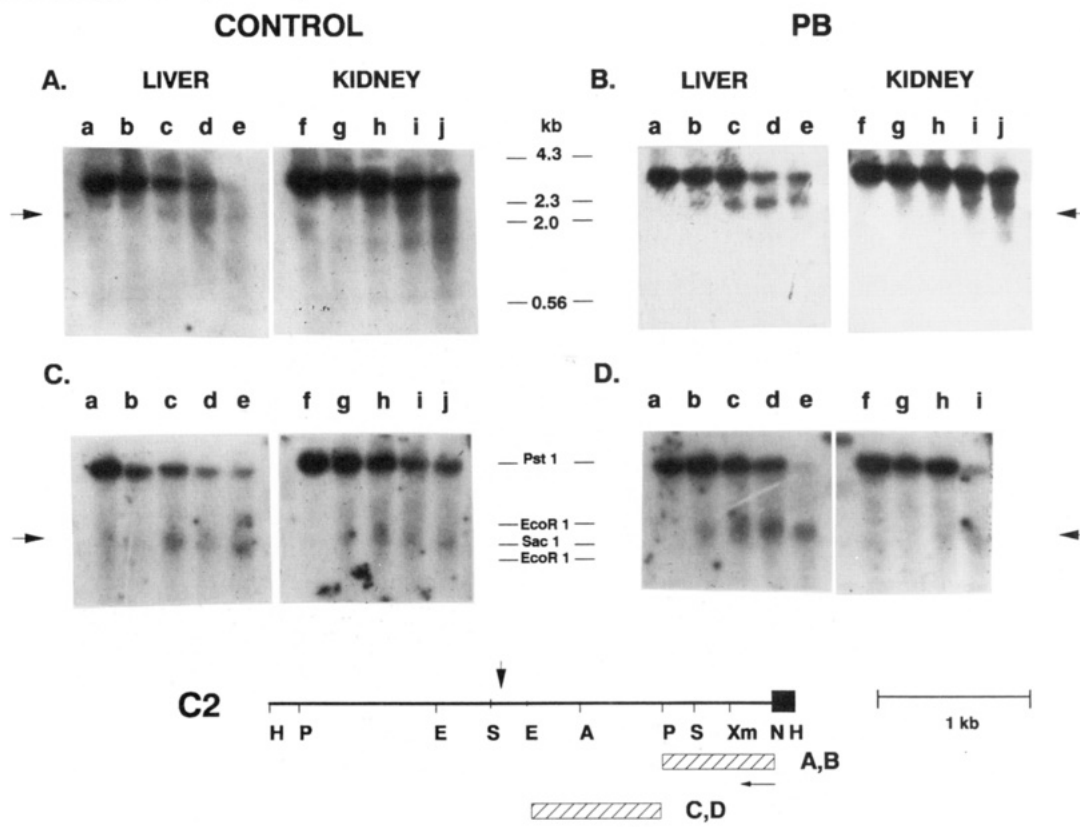 CONTROL PB
A. LIVER KIDNEY B. LIVER KIDNEY
a b c d e f g h i j kb a b c d e f g h i j
4.3
2.3
2.0
0.56
C. D.
a b c d e f g h i j a b c d e f g h i
Pst 1
EcoR 1
Sac 1
EcoR 1
C2
H P E S E A P S Xm N H
1 kb
A,B
C,D